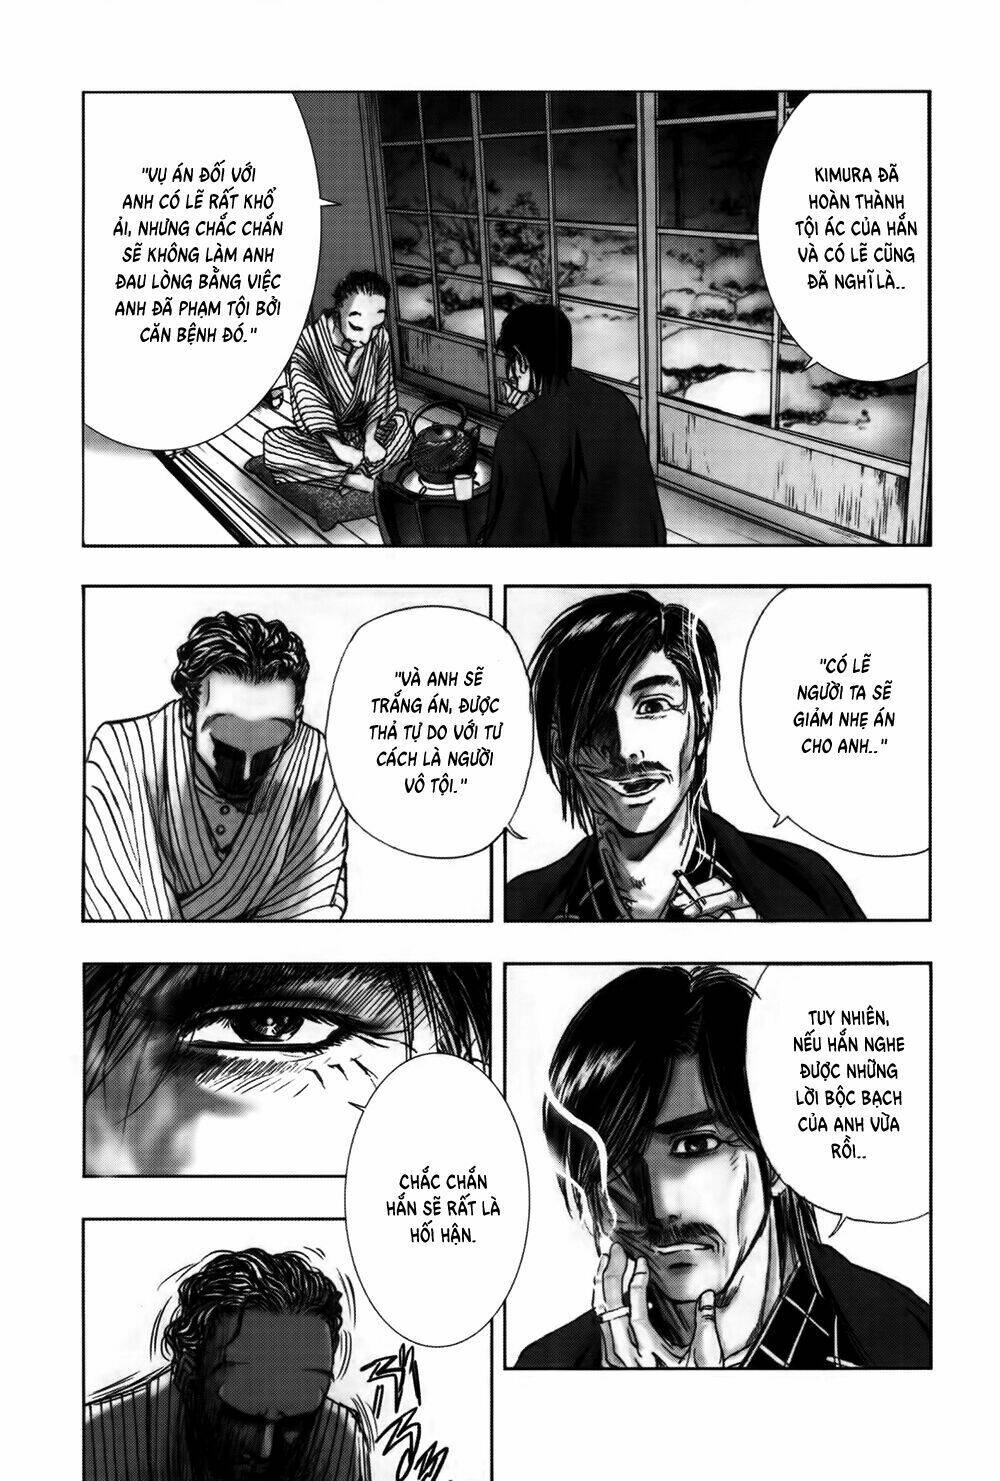 KIMURA ĐÃ
HOÀN THÀNH
TỘI ÁC CỦA HẮN
VÀ CÓ LẼ CŨNG
ĐÃ NGHĨ LÀ..
"VỤ ÁN ĐỐI VỚI
ANH CÓ LẼ RẤT KHỔ
ẢI, NHƯNG CHẮC CHẮN
SẼ KHÔNG LÀM ANH
ĐAU LÒNG BẰNG VIỆC
ANH ĐÃ PHẠM TỘI BỞI
CĂN BỆNH ĐÓ."
"CÓ LẼ
NGƯỜI TA SẼ
GIẢM NHẸ ÁN
CHO ANH.."
"VÀ ANH SẼ
TRẮNG ÁN, ĐƯỢC
THẢ TỰ DO VỚI TƯ
CÁCH LÀ NGƯỜI
VÔ TỘI."
TUY NHIÊN,
NẾU HẮN NGHE
ĐƯỢC NHỮNG
LỜI BỘC BẠCH
CỦA ANH VỪA
RỒI..
CHẮC CHẮN
HẮN SẼ RẤT LÀ
HỐI HẬN.